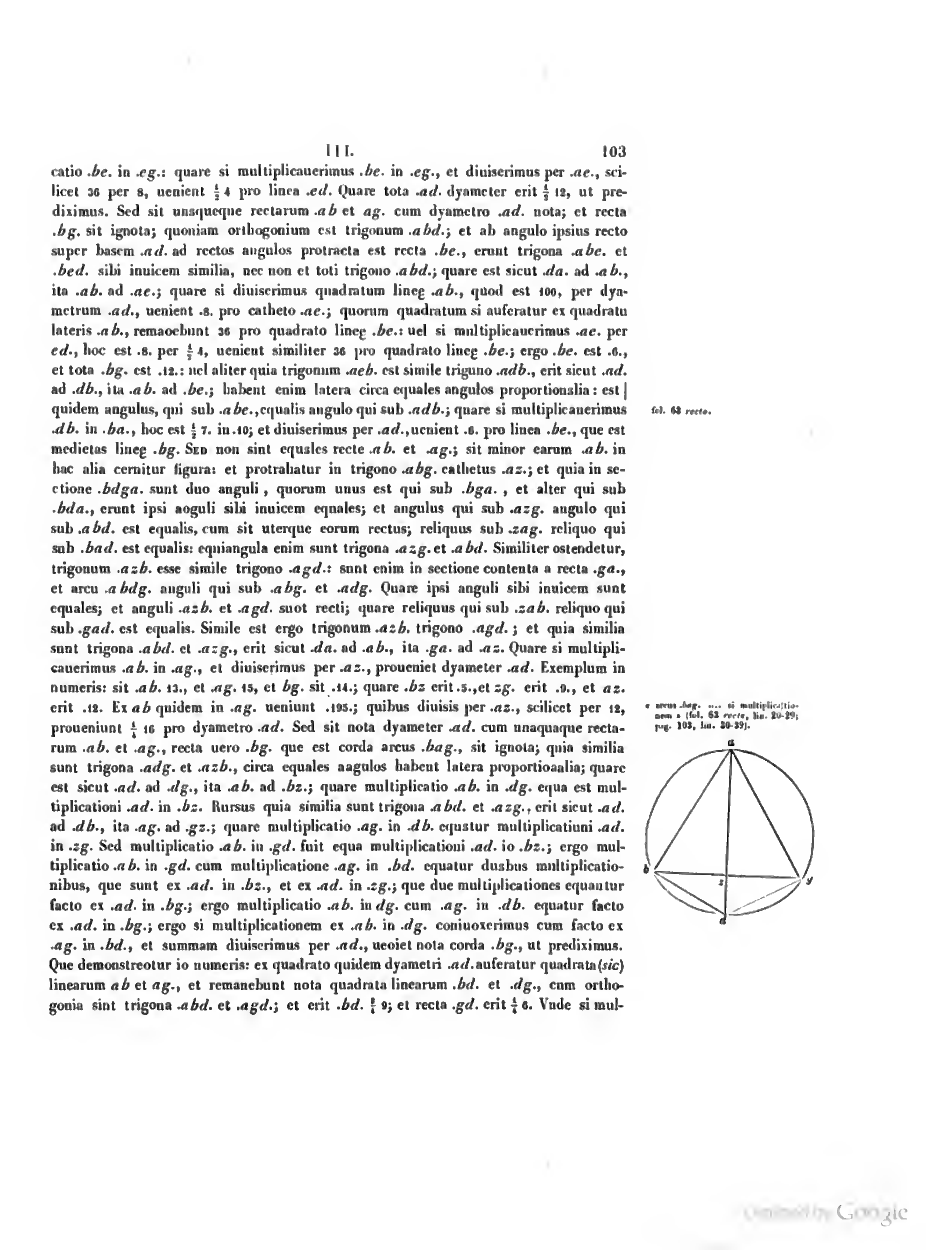 III. 103
catio .be. in .eg.: quare si multiplicauerimus .be. in .eg., et diuiserimus per .ae., sci-
licet 36 per 8, uenient ½ 4 pro linea .ed. Quare tota .ad. dyameter erit ½ 12, ut pre-
diximus. Sed sit unaqueque rectarum .ab et ag. cum dyametro .ad. nota; et recta
.bg. sit ignota; quoniam orthogonium est trigonum .abd.; et ab angulo ipsius recto
super basem .ad. ad rectos angulos protracta est recta .be., erunt trigona .abe. et
.bed. sibi inuicem similia, nec non et toti trigono .abd.; quare est sicut .da. ad .ab.,
ita .ab. ad .ae.; quare si diuiserimus quadratum lineę .ab., quod est 100, per dya-
metrum .ad., uenient .8. pro catheto .ae.; quorum quadratum si auferatur ex quadratu
lateris .ab., remaoebunt 36 pro quadrato lineę .be.: uel si multiplicauerimus .ae. per
ed., hoc est .8. per ½ 4, uenient similiter 36 pro quadrato lineę .be.; ergo .be. est .6.,
et tota .bg. est .12.: uel aliter quia trigonum .aeb. est simile triguno .adb., erit sicut .ad.
ad .db., ita .ab. ad .be.; habent enim latera circa equales angulos proportionalia: est |
quidem angulus, qui sub .abe., equalis angulo qui sub .adb.; quare si multiplicauerimus
fol. 63 recto.
.db. in .ba., hoc est ½ 7. in .10; et diuiserimus per .ad., uenient .6. pro linea .be., que est
medietas lineę .bg. SED non sint equales recte .ab. et .ag.; sit minor earum .ab. in
hac alia cernitur figura: et protrahatur in trigono .abg. cathetus .az.; et quia in se-
ctione .bdga. sunt duo anguli , quorum unus est qui sub .bga. , et alter qui sub
.bda., erunt ipsi aoguli sibi inuicem equales; et angulus qui sub .azg. angulo qui
sub .abd. est equalis, cum sit uterque eorum rectus; reliquus sub .zag. reliquo qui
sub .bad. est equalis: equiangula enim sunt trigona .azg. et .abd. Similiter ostendetur,
trigonum .azb. esse simile trigono .agd.: sunt enim in sectione contenta a recta .ga.,
et arcu .abdg. anguli qui sub .abg. et .adg. Quare ipsi anguli sibi inuicem sunt
equales; et anguli .azb. et .agd. suot recti; quare reliquus qui sub .zab. reliquo qui
sub .gad. est equalis. Simile est ergo trigonum .azb. trigono .agd. ; et quia similia
sunt trigona .abd. et .azg., erit sicut .da. ad .ab., ita .ga. ad .az. Quare si multipli-
cauerimus .ab. in .ag., et diuiserimus per .az., proueniet dyameter .ad. Exemplum in
numeris: sit .ab. 13., et .ag. 15, et bg. sit .14.; quare .bz erit .5., et zg. erit .9., et az.
erit .12. Ex ab quidem in .ag. ueniunt .195.; quibus diuisis per .az., scilicet per 12,
proueniunt ¼ 16 pro dyametro .ad. Sed sit nota dyameter .ad. cum unaquaque recta-
rum .ab. et .ag., recta uero .bg. que est corda arcus .bag., sit ignota; quia similia
« arcus .bag. .... si multiplicatio-
nem » (fol. 63 recto, lin. 20-29;
pag. 103, lin. 30-39).
sunt trigona .adg. et .azb., circa equales angulos habent latera proportioaalia; quare
est sicut .ad. ad .dg., ita .ab. ad .bz.; quare multiplicatio .ab. in .dg. equa est mul-
tiplicationi .ad. in .bz. Rursus quia similia sunt trigona .abd. et .azg., erit sicut .ad.
ad .db., ita .ag. ad .gz.; quare multiplicatio .ag. in .db. equatur multiplicatiuni .ad.
in .zg. Sed multiplicatio .ab. in .gd. fuit equa multiplicationi .ad. io .bz.; ergo mul-
tiplicatio .ab. in .gd. cum multiplicatione .ag. in .bd. equatur duabus multiplicatio-
nibus, que sunt ex .ad. in .bz., et ex .ad. in .zg.; que due multiplicationes equantur
facto ex .ad. in .bg.; ergo multiplicatio .ab. in dg. cum .ag. in .db. equatur facto
ex .ad. in .bg.; ergo si multiplicationem ex .ab. in .dg. coniuoxerimus cum facto ex
.ag. in .bd., et summam diuiserimus per .ad., ueoiet nota corda .bg., ut prediximus.
Que demonstreotur io numeris: ex quadrato quidem dyametri .ad. auferatur quadrata (sic)
linearum ab et ag., et remanebunt nota quadrata linearum .bd. et .dg., cum ortho-
gonia sint trigona .abd. et .agd.; et erit .bd. 9; et recta .gd. erit 6. Vnde si mul-
a
b
z
g
d
Digitized by Google